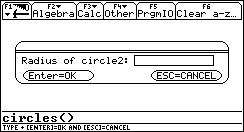 F1▼ F2▼ F3▼ F4▼ F5 F6
Algebra Calc Other PrgmIO Clear a-z…
Radius of circle2:
Enter=OK ESC=CANCEL
circles()
TYPE + [ENTER]=OK AND [ESC]=CANCEL